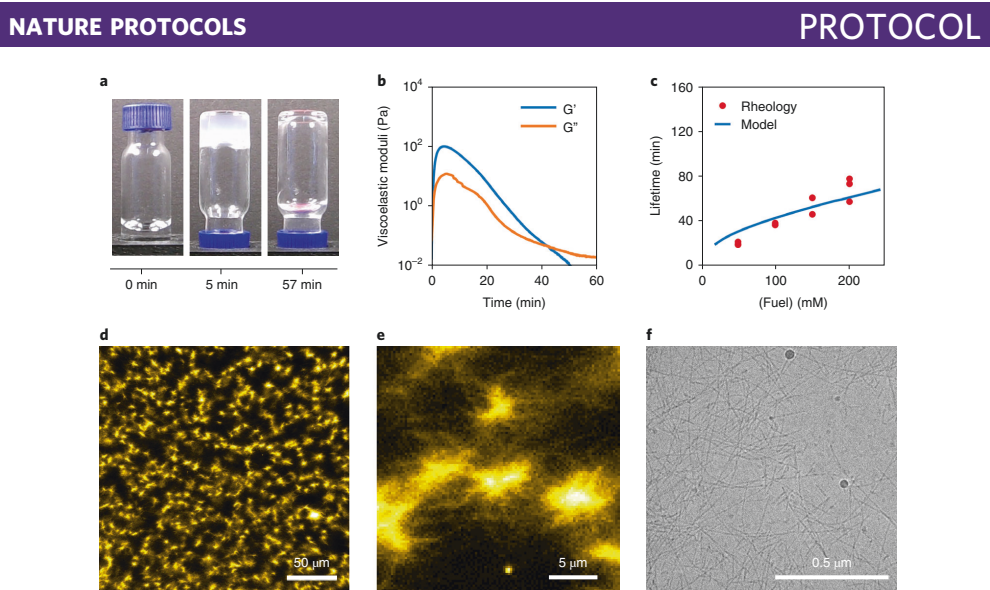 NATURE PROTOCOLS
PROTOCOL
a
0 min
5 min
57 min
b
Viscoelastic moduli (Pa)
10⁴
10²
10⁰
10⁻²
G'
G"
0
20
40
60
Time (min)
c
Lifetime (min)
160
120
80
40
0
Rheology
Model
0
100
200
(Fuel) (mM)
d
50 μm
e
5 μm
f
0.5 μm